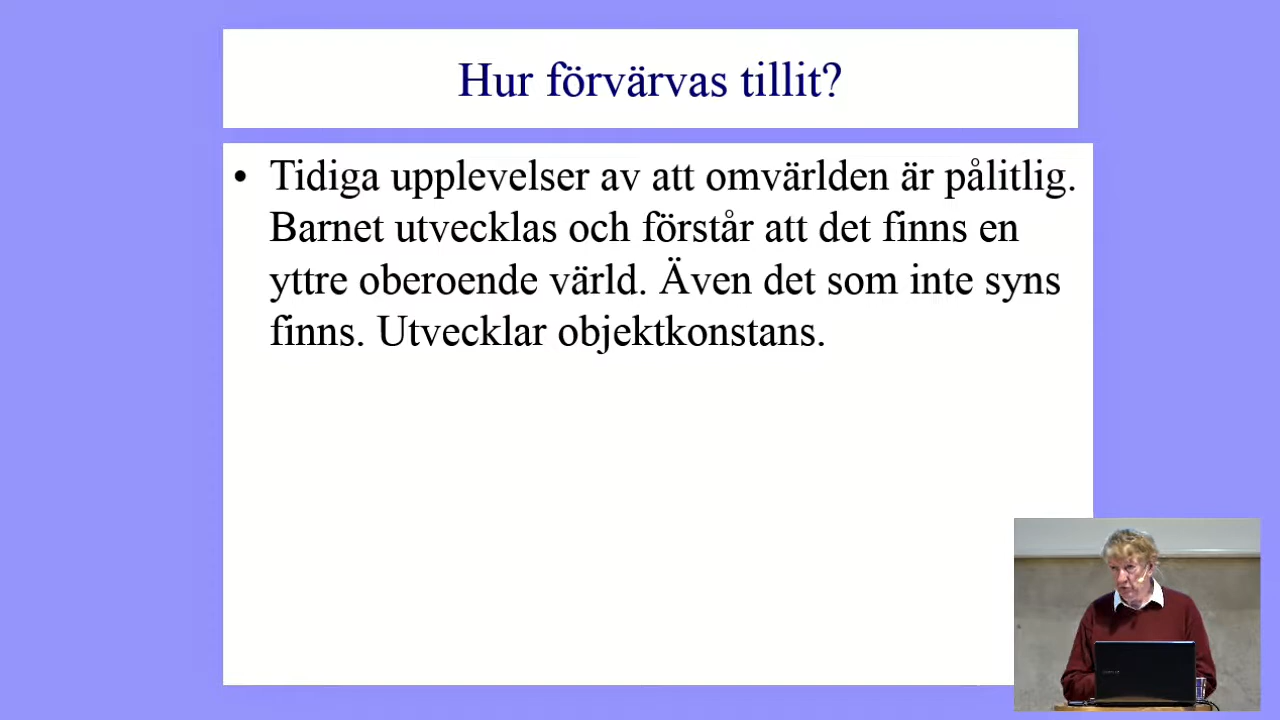 Hur förvärvas tillit?
• Tidiga upplevelser av att omvärlden är pålitlig.
Barnet utvecklas och förstår att det finns en
yttre oberoende värld. Även det som inte syns
finns. Utvecklar objektkonstans.